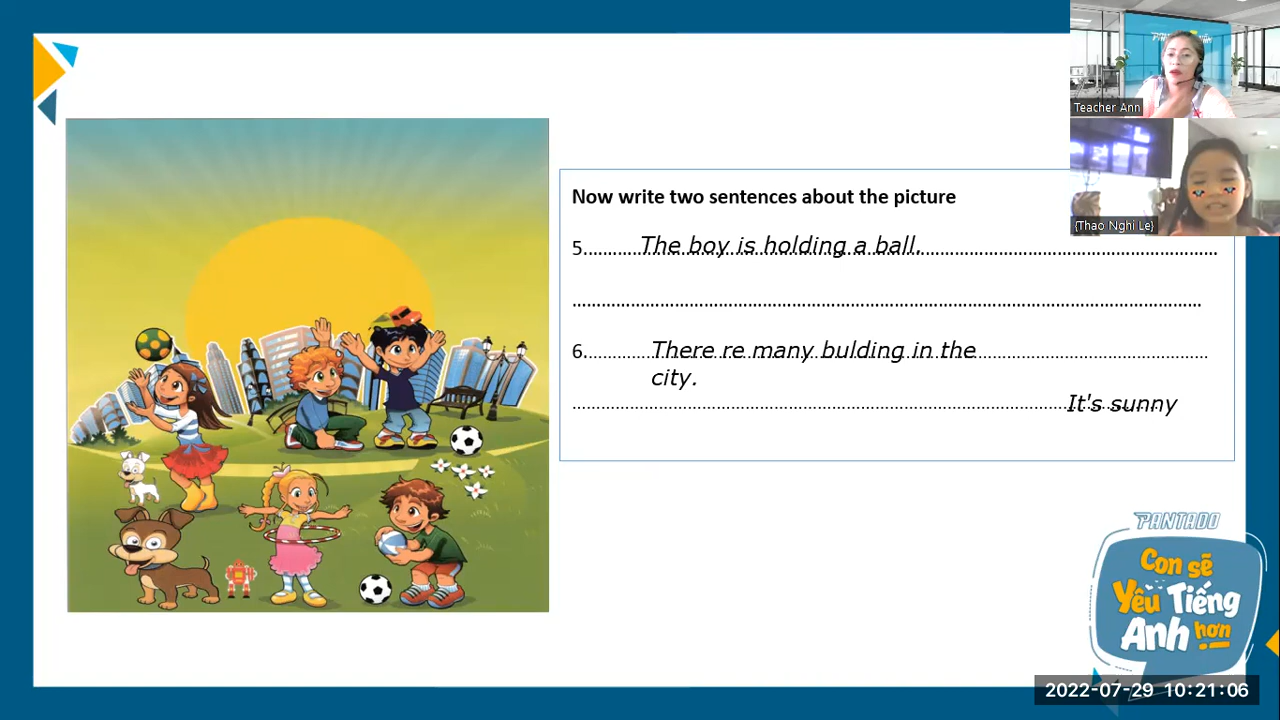 Teacher Ann
{Thao Nghi Le}
Now write two sentences about the picture
5. The boy is holding a ball.
6. There re many bulding in the
city.
It's sunny
PANTADO
Con sẽ
Yêu Tiếng
Anh hơn
2022-07-29 10:21:06